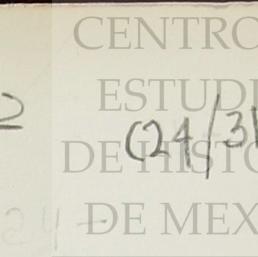 CENTRO
ESTUDI
2 (24/31
DE HISTO
DE MEX